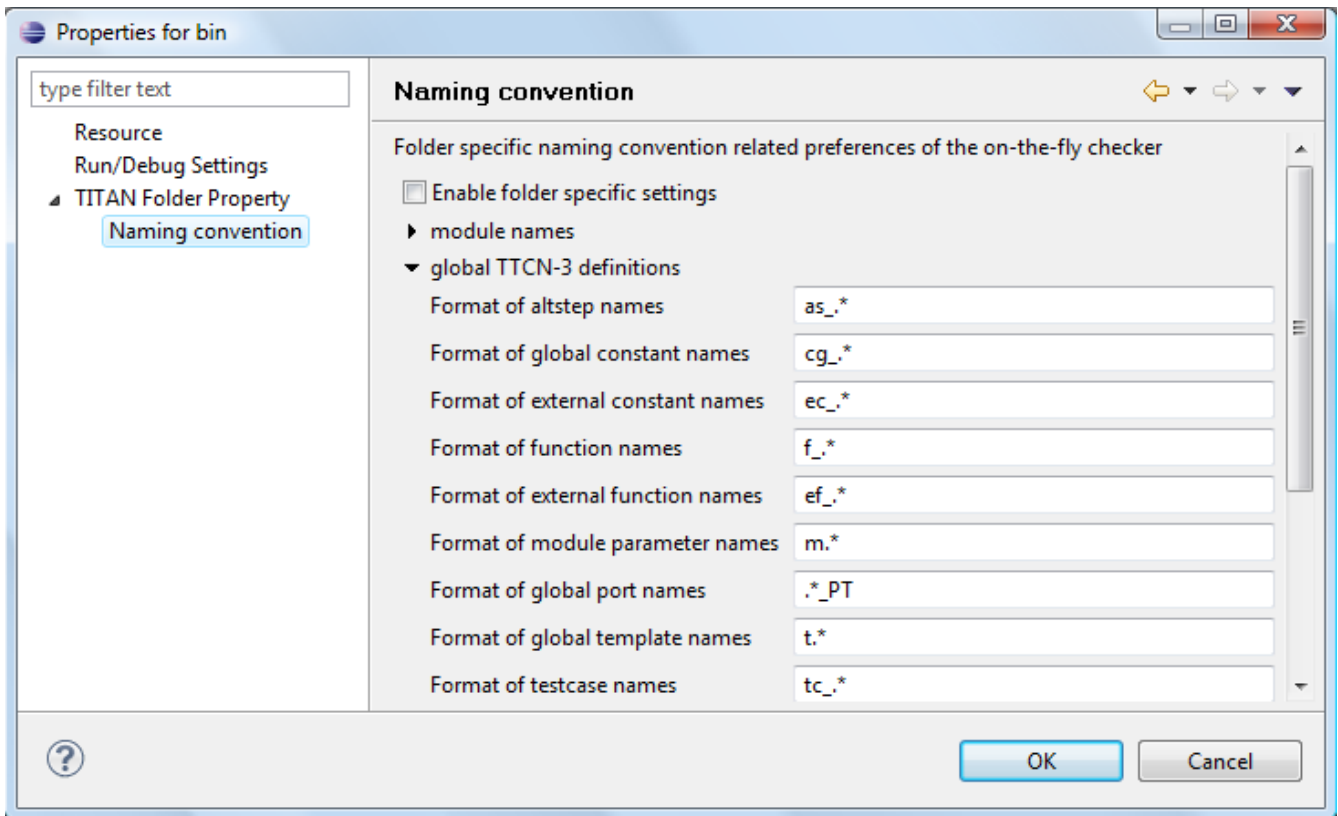 Properties for bin
type filter text
Resource
Run/Debug Settings
TITAN Folder Property
Naming convention
Naming convention
Folder specific naming convention related preferences of the on-the-fly checker
Enable folder specific settings
module names
global TTCN-3 definitions
Format of altstep names as_.*
Format of global constant names cg_.*
Format of external constant names ec_.*
Format of function names f_.*
Format of external function names ef_.*
Format of module parameter names m.*
Format of global port names .*_PT
Format of global template names t.*
Format of testcase names tc_.*
?
OK Cancel